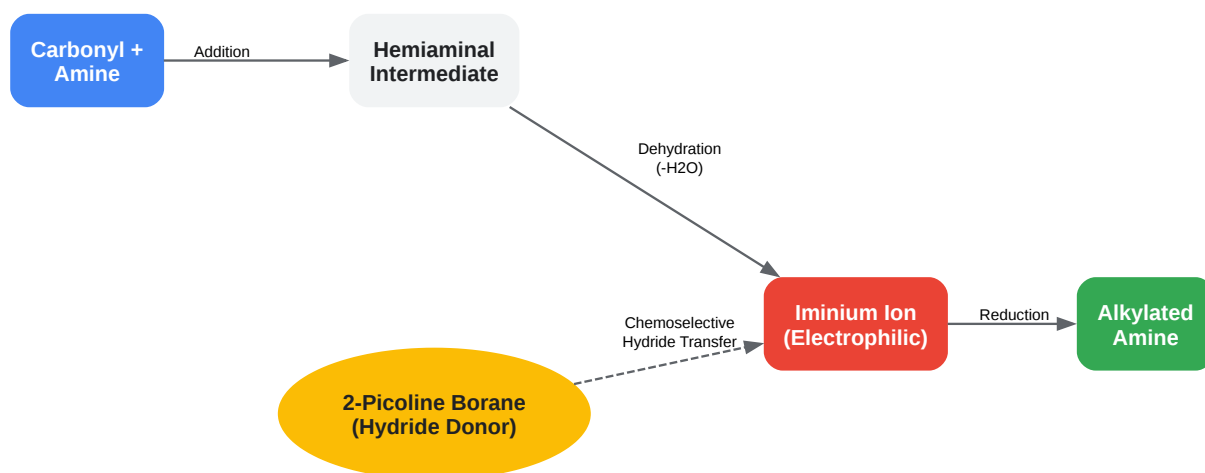 Carbonyl +
Amine
Addition
Hemiaminal
Intermediate
Dehydration
(-H2O)
Chemoselective
Hydride Transfer
2-Picoline Borane
(Hydride Donor)
Iminium Ion
(Electrophilic)
Reduction
Alkylated
Amine